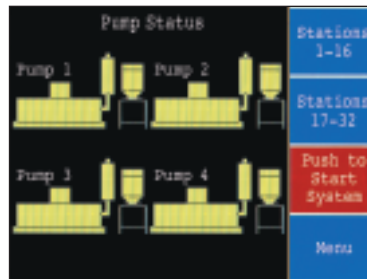 Pump Status
Pump 1
Pump 2
Pump 3
Pump 4
Stations
1-16
Stations
17-32
Push to
Start
System
Menu